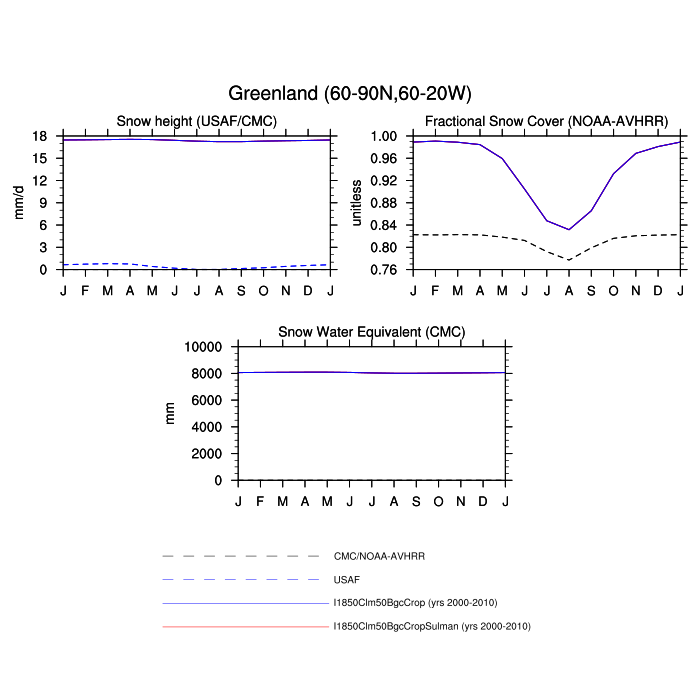 Greenland (60-90N,60-20W)
Snow height (USAF/CMC)
18
15
12
9
6
3
0
mm/d
J F M A M J J A S O N D J
Fractional Snow Cover (NOAA-AVHRR)
1.00
0.96
0.92
0.88
0.84
0.80
0.76
unitless
J F M A M J J A S O N D J
Snow Water Equivalent (CMC)
10000
8000
6000
4000
2000
0
mm
J F M A M J J A S O N D J
CMC/NOAA-AVHRR
USAF
I1850Clm50BgcCrop (yrs 2000-2010)
I1850Clm50BgcCropSulman (yrs 2000-2010)